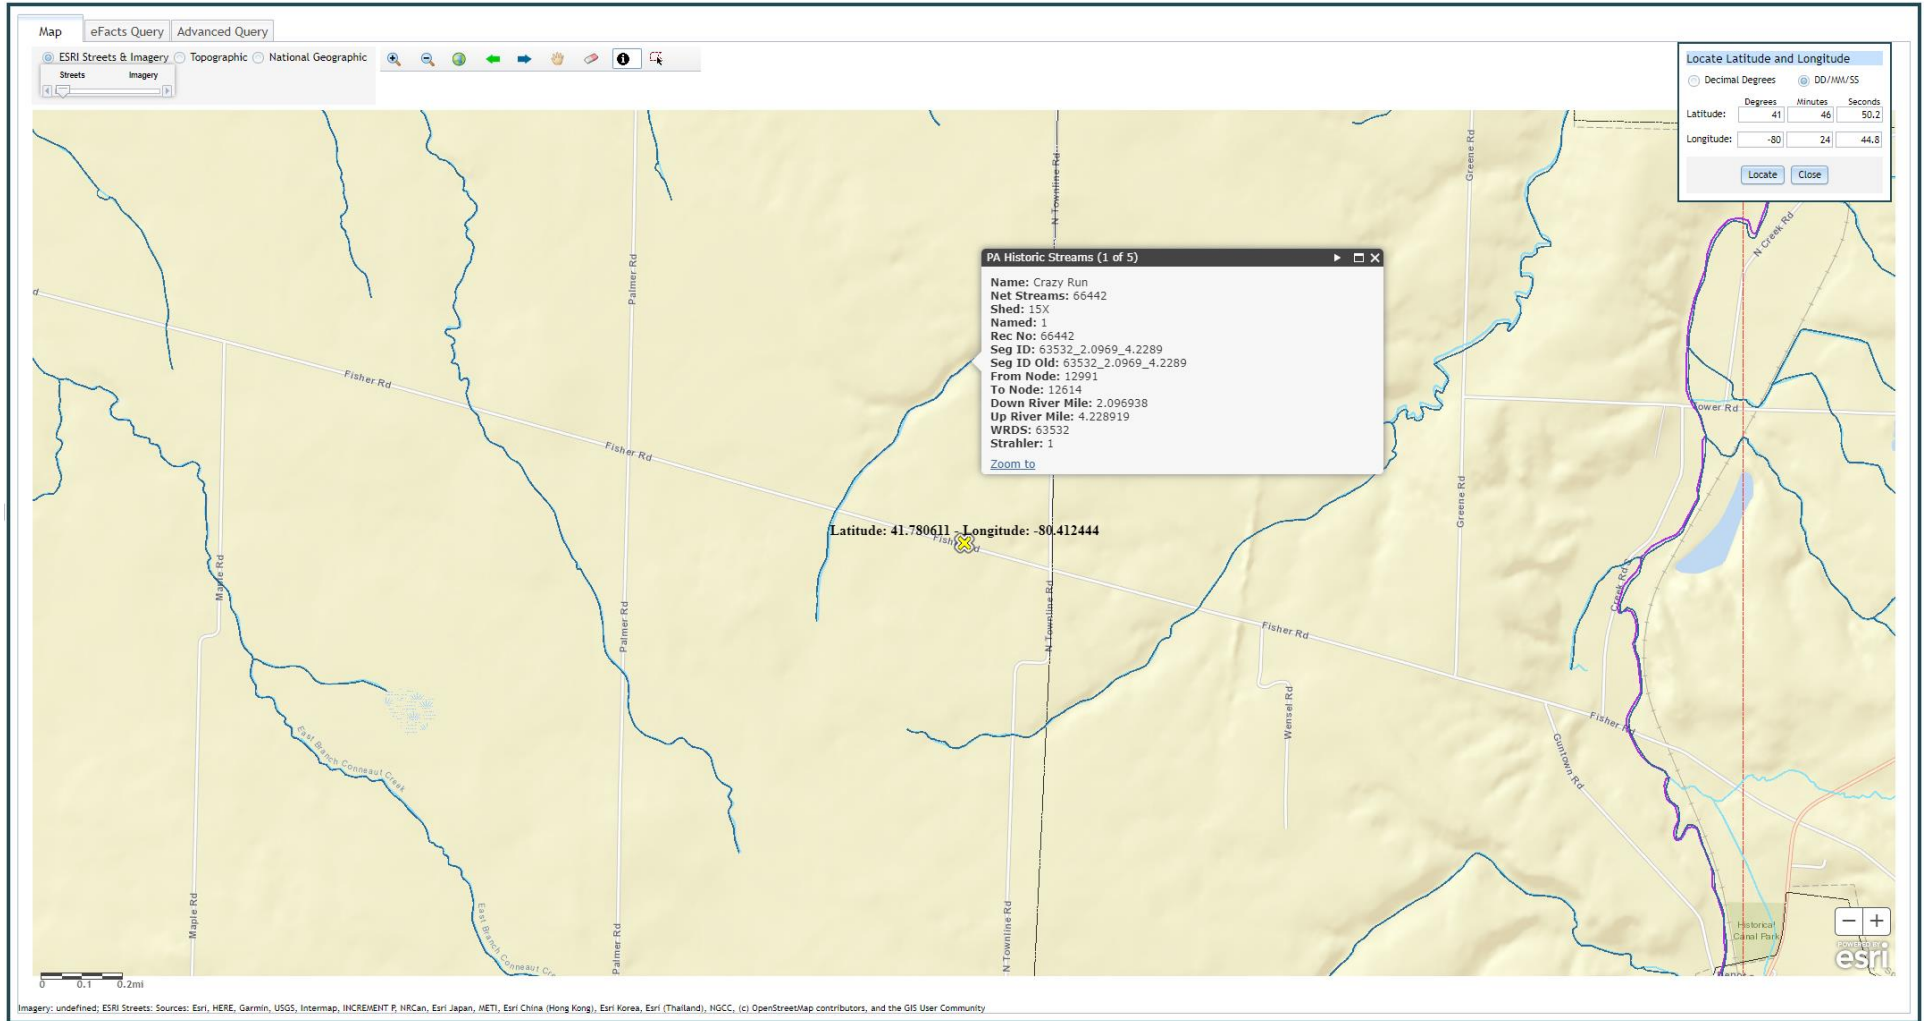 Map eFacts Query Advanced Query
ESRI Streets & Imagery Topographic National Geographic
Streets Imagery
Locate Latitude and Longitude
Decimal Degrees DD/MM/SS
Degrees Minutes Seconds
Latitude: 41 46 50.2
Longitude: -80 24 44.8
Locate Close
N Townline Rd
Greene Rd
N Creek Rd
Palmer Rd
PA Historic Streams (1 of 5)
Name: Crazy Run
Net Streams: 66442
Shed: 15X
Named: 1
Rec No: 66442
Seg ID: 63532_2.0969_4.2289
Seg ID Old: 63532_2.0969_4.2289
From Node: 12991
To Node: 12614
Down River Mile: 2.096938
Up River Mile: 4.228919
WRDS: 63532
Strahler: 1
Zoom to
d
Fisher Rd
ower Rd
Fisher Rd
Greene Rd
Latitude: 41.780611 - Longitude: -80.412444
Maple Rd
Creek Rd
Palmer Rd
N Townline Rd
Fisher Rd
Wensel Rd
Fisher Rd
Guntown Rd
East Branch Conneaut Creek
Maple Rd
Palmer Rd
N Townline Rd
East Branch Conneaut Cre
Historical
Canal Park
POWERED BY
esri
0 0.1 0.2mi
Imagery: undefined; ESRI Streets: Sources: Esri, HERE, Garmin, USGS, Intermap, INCREMENT P, NRCan, Esri Japan, METI, Esri China (Hong Kong), Esri Korea, Esri (Thailand), NGCC, (c) OpenStreetMap contributors, and the GIS User Community